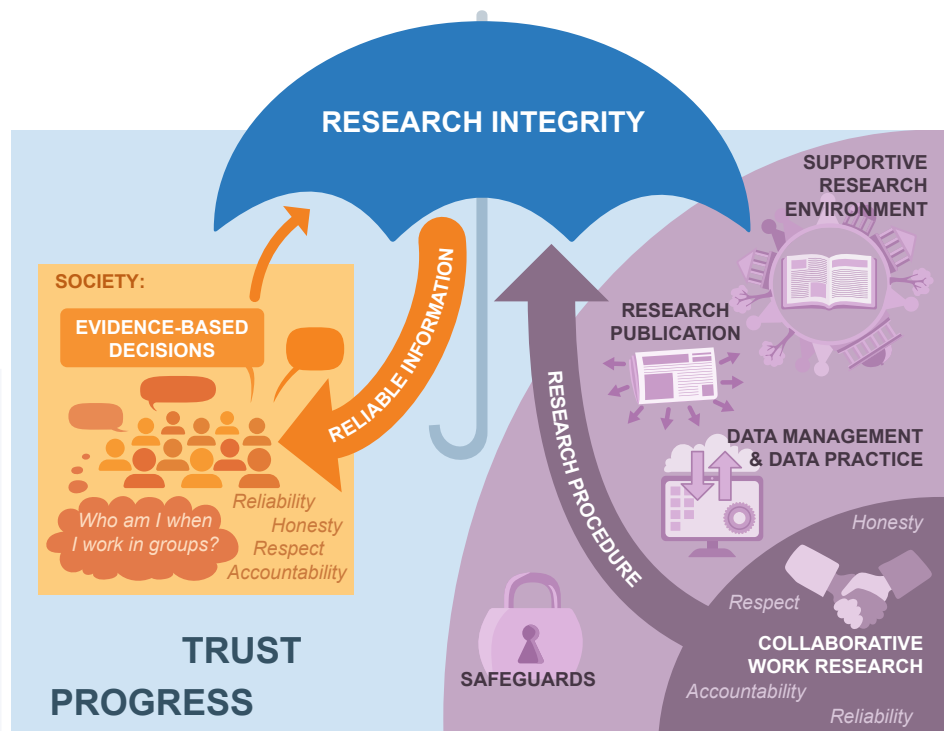 RESEARCH INTEGRITY
SUPPORTIVE
RESEARCH
ENVIRONMENT
SOCIETY:
EVIDENCE-BASED
DECISIONS
RELIABLE INFORMATION
RESEARCH
PUBLICATION
RESEARCH PROCEDURE
DATA MANAGEMENT
& DATA PRACTICE
Who am I when
I work in groups?
Reliability
Honesty
Respect
Accountability
Honesty
Respect
COLLABORATIVE
WORK RESEARCH
Accountability
Reliability
SAFEGUARDS
TRUST
PROGRESS